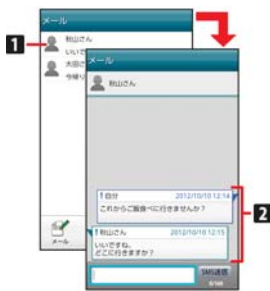 メール
1
秋山さん
いいで
大田さ
今帰り
メール
メール
秋山さん
!自分 2012/10/10 12:14
これからご飯食べに行きませんか？
!秋山さん 2012/10/10 12:15
いいですね。
どこに行きますか？
2
SMS送信